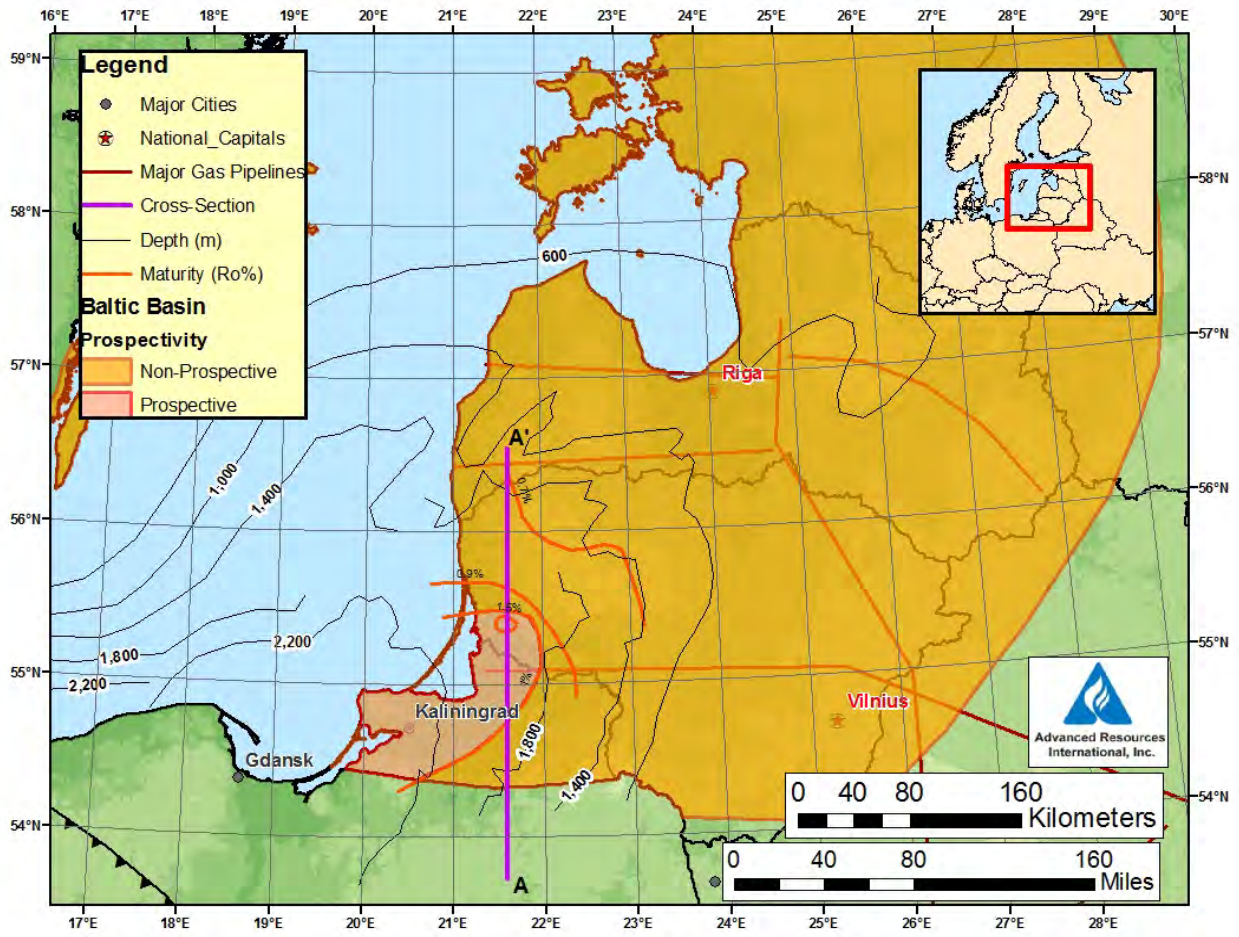 16°E 17°E 18°E 19°E 20°E 21°E 22°E 23°E 24°E 25°E 26°E 27°E 28°E 29°E 30°E
59°N
58°N
57°N
56°N
55°N
54°N
Legend
Major Cities
National_Capitals
Major Gas Pipelines
Cross-Section
Depth (m)
Maturity (Ro%)
Baltic Basin
Prospectivity
Non-Prospective
Prospective
600
58°N
57°N
56°N
55°N
54°N
Riga
A'
0.7%
1,000
1,400
0.9%
1.5%
1%
2,200
1,800
2,200
Kaliningrad
Vilnius
Gdansk
1,800
1,400
A
Advanced Resources
International, Inc.
0 40 80 160
Kilometers
0 40 80 160
Miles
17°E 18°E 19°E 20°E 21°E 22°E 23°E 24°E 25°E 26°E 27°E 28°E